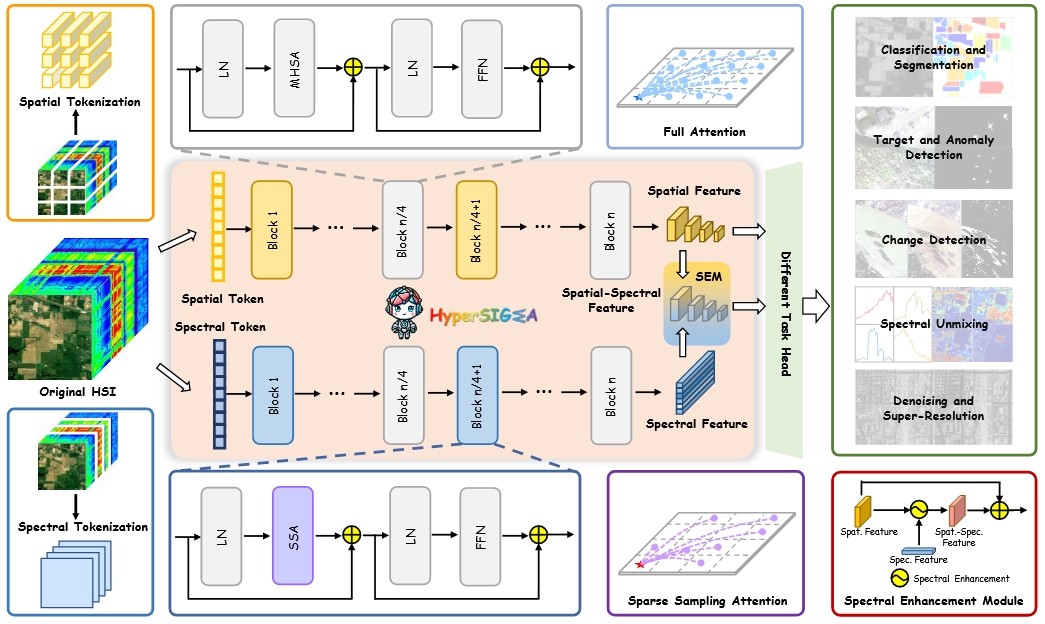 Spatial Tokenization
Original HSI
Spectral Tokenization
LN
MHSA
LN
FFN
Full Attention
Spatial Token
Block 1
...
Block n/4
Block n/4+1
...
Block n
Spatial Feature
SEM
Spatial-Spectral
Feature
HyperSIGMA
Spectral Token
Block 1
...
Block n/4
Block n/4+1
...
Block n
Spectral Feature
Different Task Head
LN
SSA
LN
FFN
Sparse Sampling Attention
Classification and
Segmentation
Target and Anomaly
Detection
Change Detection
Spectral Unmixing
Denoising and
Super-Resolution
Spat. Feature
Spat.-Spec.
Feature
Spec. Feature
Spectral Enhancement
Spectral Enhancement Module